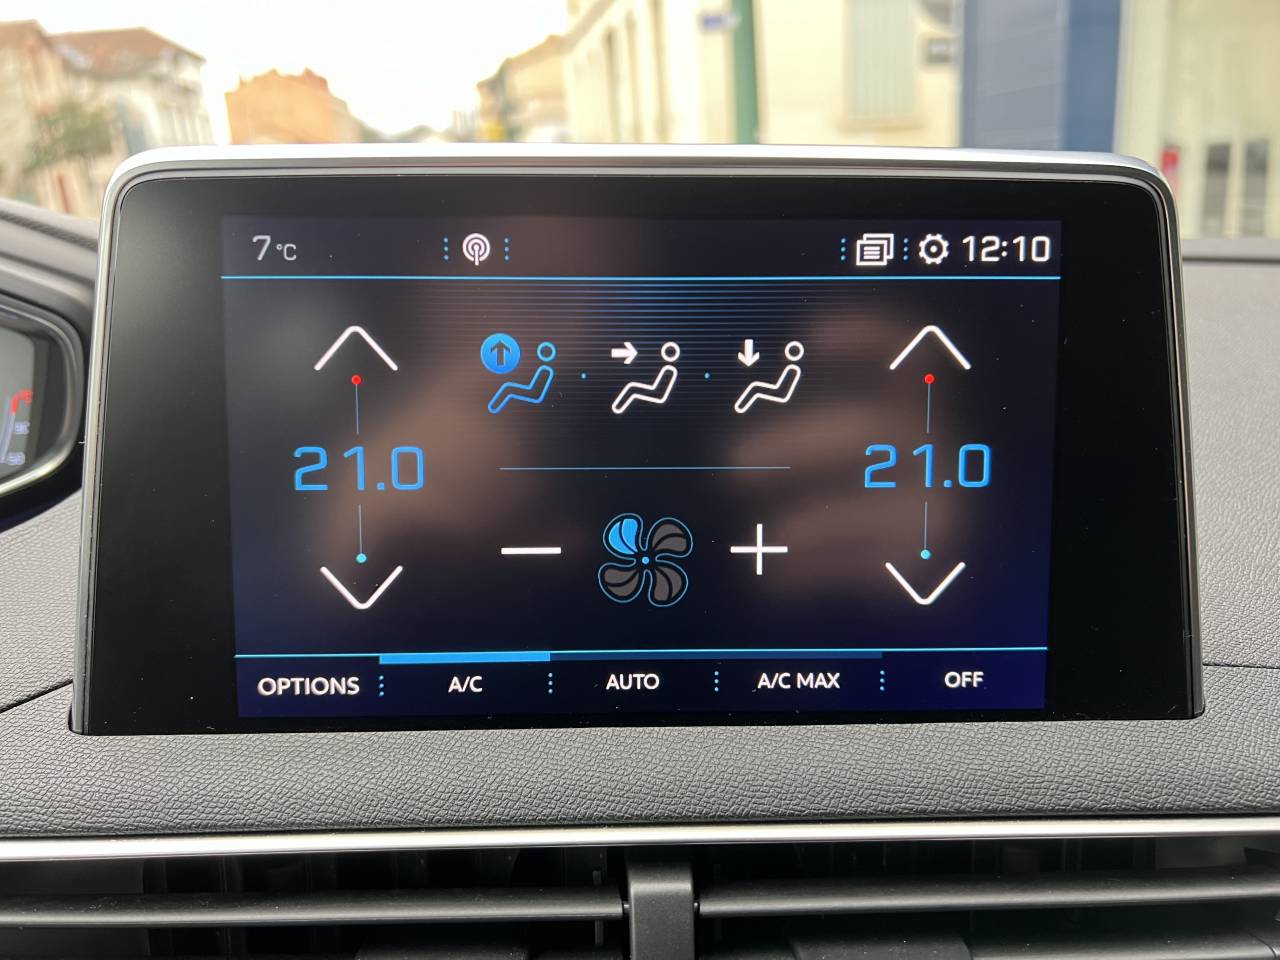 7 °C 12:10
21.0 21.0
OPTIONS A/C AUTO A/C MAX OFF